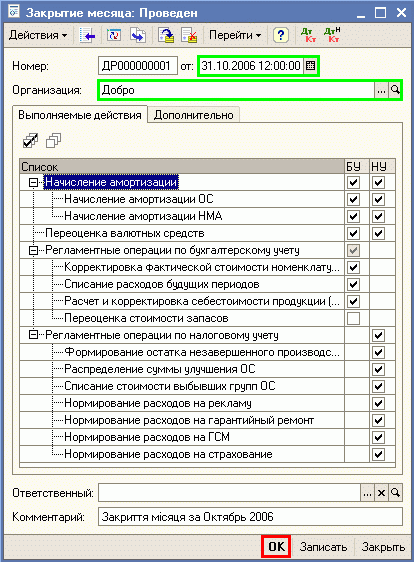 Закрытие месяца: Проведен
Действия Перейти ? Дт Кт ДтН Кт
Номер: ДР000000001 от: 31.10.2006 12:00:00
Организация: Добро ...
Выполняемые действия Дополнительно
Список БУ НУ
Начисление амортизации
Начисление амортизации ОС
Начисление амортизации НМА
Переоценка валютных средств
Регламентные операции по бухгалтерскому учету
Корректировка фактической стоимости номенклату...
Списание расходов будущих периодов
Расчет и корректировка себестоимости продукции (...
Переоценка стоимости запасов
Регламентные операции по налоговому учету
Формирование остатка незавершенного производс...
Распределение суммы улучшения ОС
Списание стоимости выбывших групп ОС
Нормирование расходов на рекламу
Нормирование расходов на гарантийный ремонт
Нормирование расходов на ГСМ
Нормирование расходов на страхование
Ответственный: ...
Комментарий: Закриття місяця за Октябрь 2006
OK Записать Закрыть